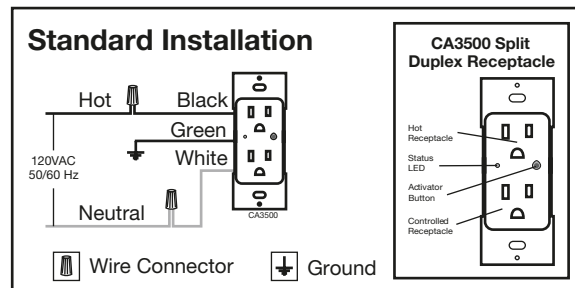 Standard Installation
Hot
Black
Green
White
120VAC
50/60 Hz
Neutral
CA3500
Wire Connector
Ground
CA3500 Split
Duplex Receptacle
Hot
Receptacle
Status
LED
Activator
Button
Controlled
Receptacle